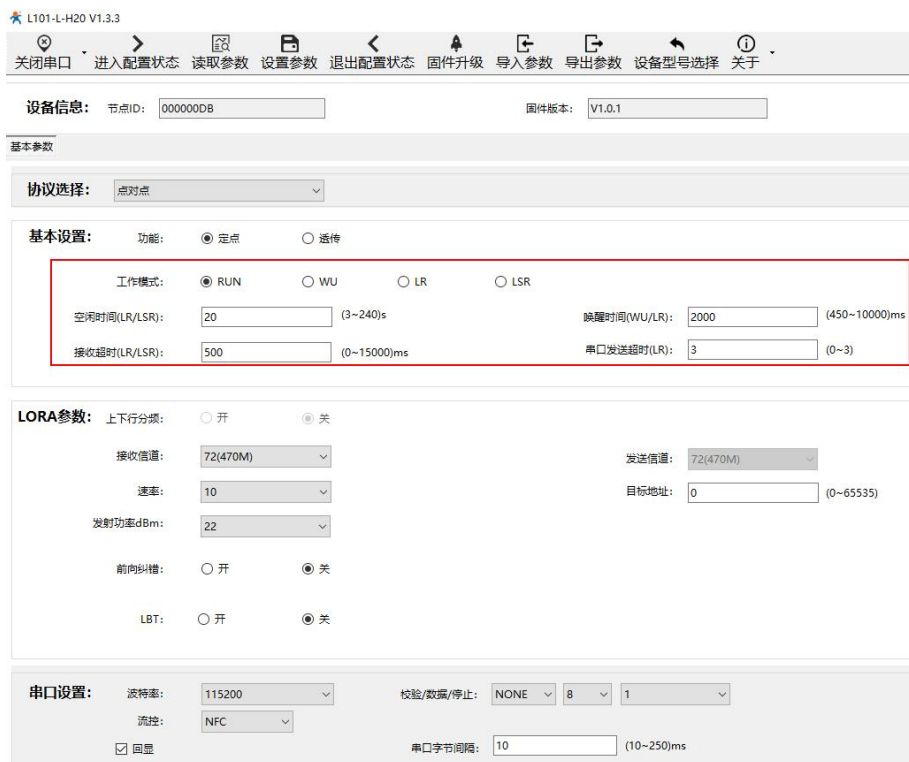 L101-L-H20 V1.3.3
关闭串口 进入配置状态 读取参数 设置参数 退出配置状态 固件升级 导入参数 导出参数 设备型号选择 关于
设备信息： 节点ID： 000000DB 固件版本： V1.0.1
基本参数
协议选择： 点对点
基本设置： 功能： 定点 透传
工作模式： RUN WU LR LSR
空闲时间(LR/LSR)： 20 (3~240)s 唤醒时间(WU/LR)： 2000 (450~10000)ms
接收超时(LR/LSR)： 500 (0~15000)ms 串口发送超时(LR)： 3 (0~3)
LORA参数： 上下行分频： 开 关
接收信道： 72(470M) 发送信道： 72(470M)
速率： 10 目标地址： 0 (0~65535)
发射功率dBm： 22
前向纠错： 开 关
LBT： 开 关
串口设置： 波特率： 115200 校验/数据/停止： NONE 8 1
流控： NFC
回显 串口字节间隔： 10 (10~250)ms